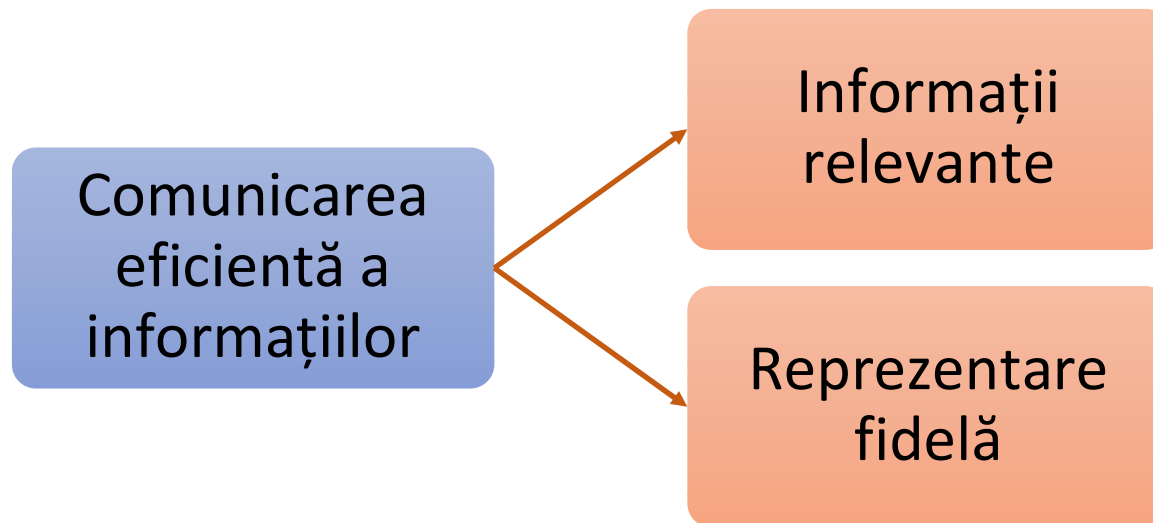 Comunicarea
eficientă a
informațiilor
Informații
relevante
Reprezentare
fidelă